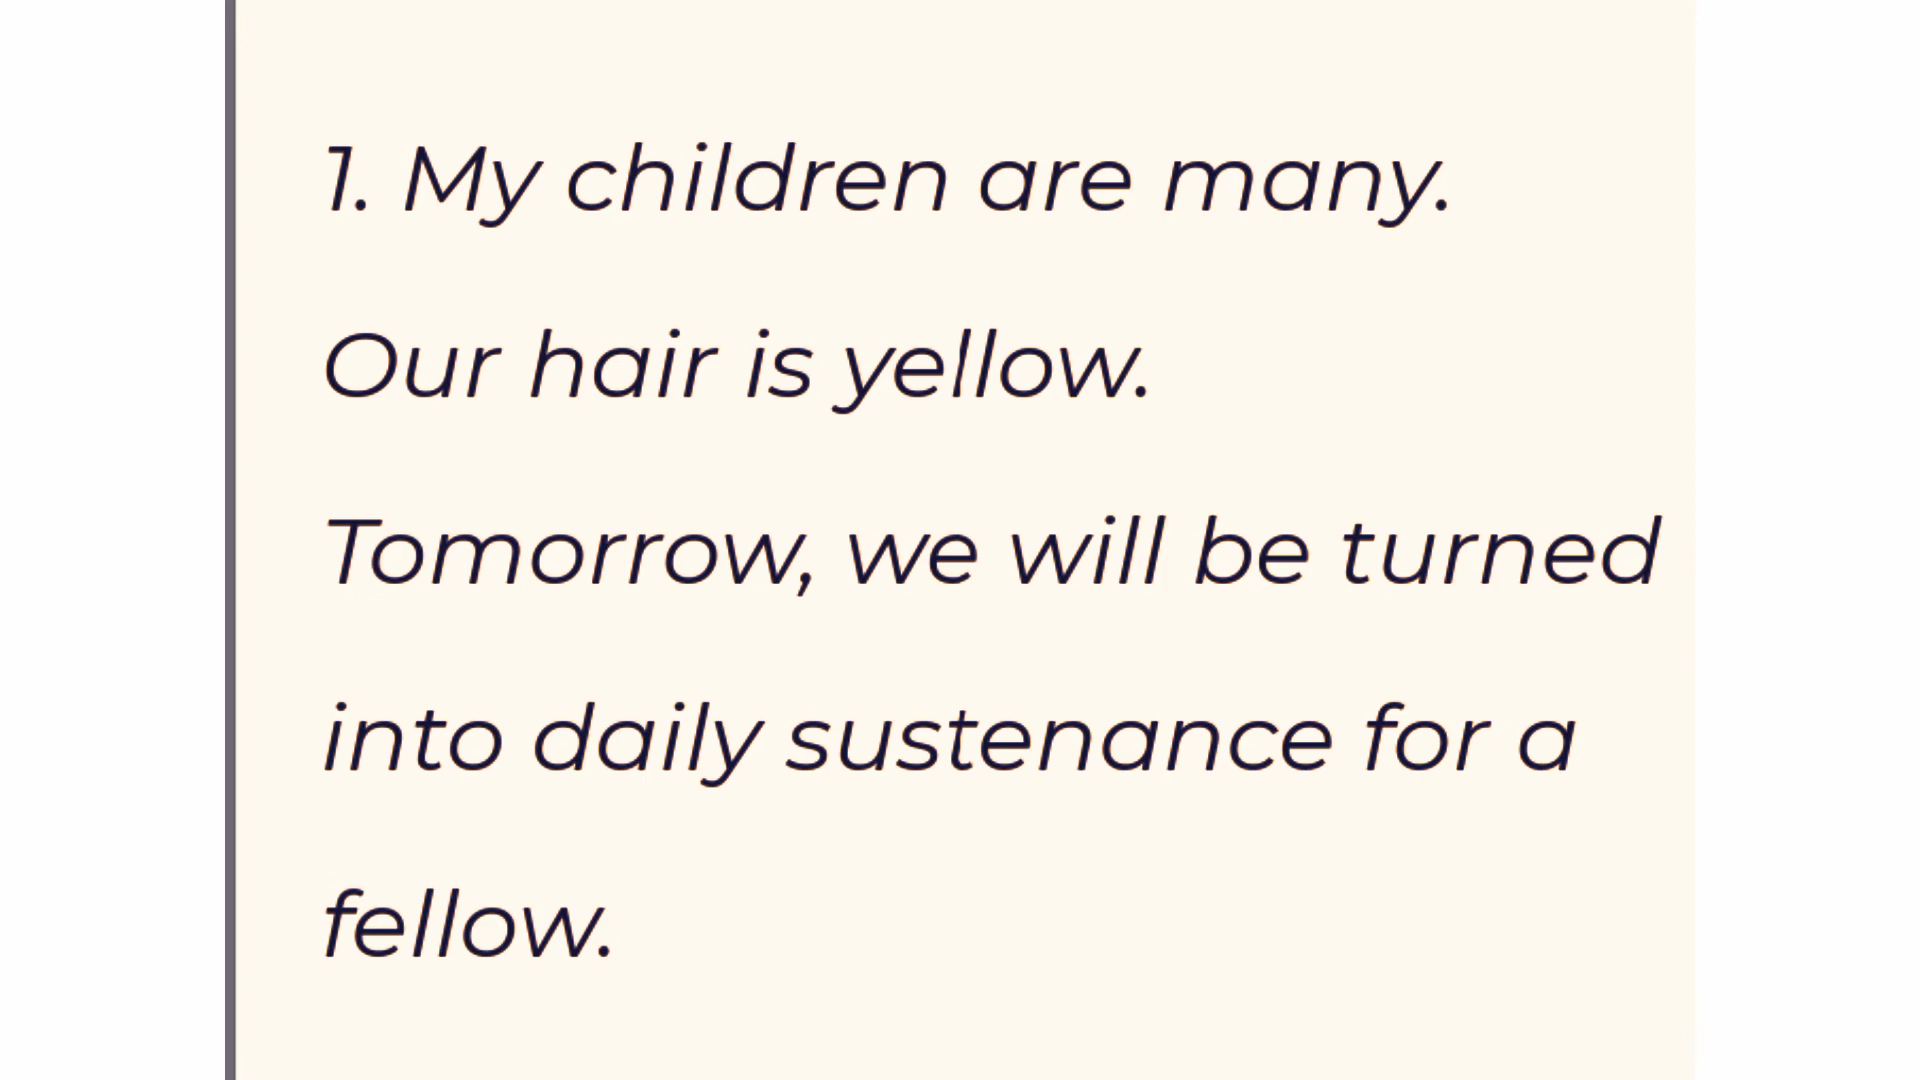 1. My children are many.
Our hair is yellow.
Tomorrow, we will be turned
into daily sustenance for a
fellow.